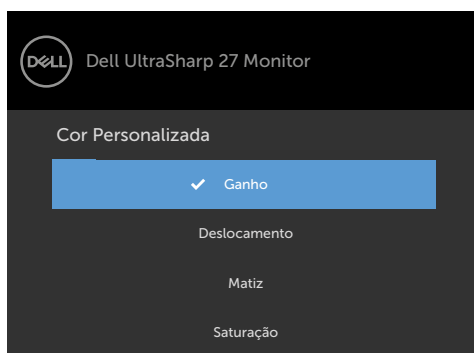 DELL Dell UltraSharp 27 Monitor
Cor Personalizada
Ganho
Deslocamento
Matiz
Saturação